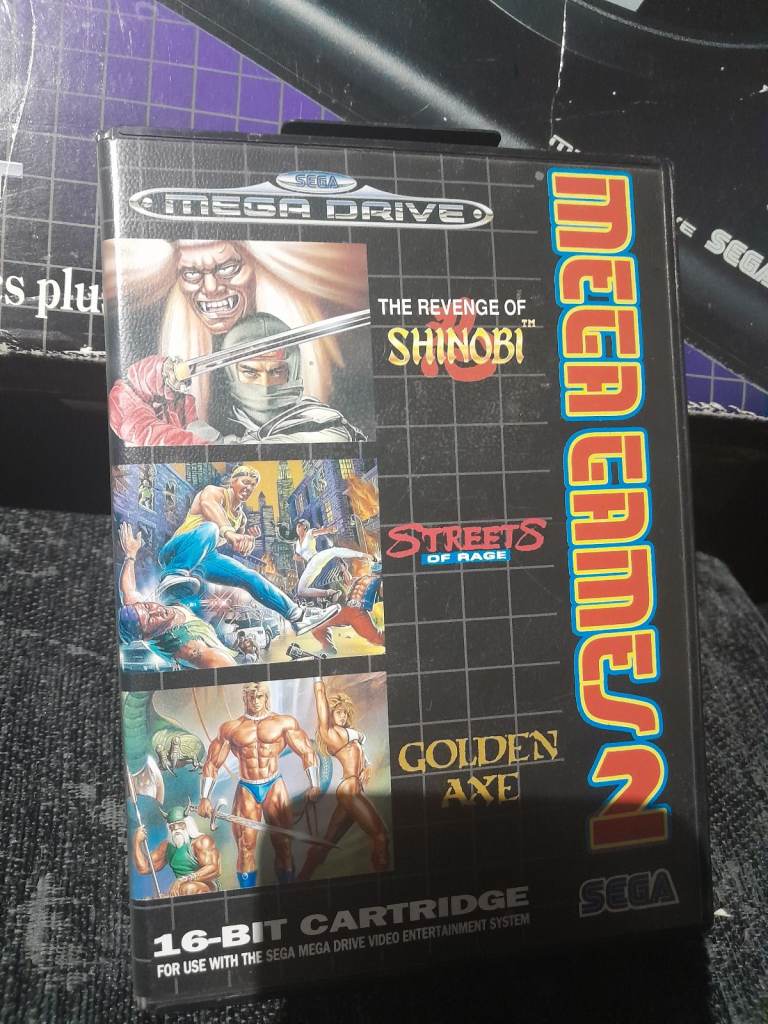 SEGA
MEGA DRIVE
MEGA GAMES 2
THE REVENGE OF
SHINOBI™
STREETS
OF RAGE
GOLDEN
AXE
SEGA
16-BIT CARTRIDGE
FOR USE WITH THE SEGA MEGA DRIVE VIDEO ENTERTAINMENT SYSTEM
s plu
SEGA